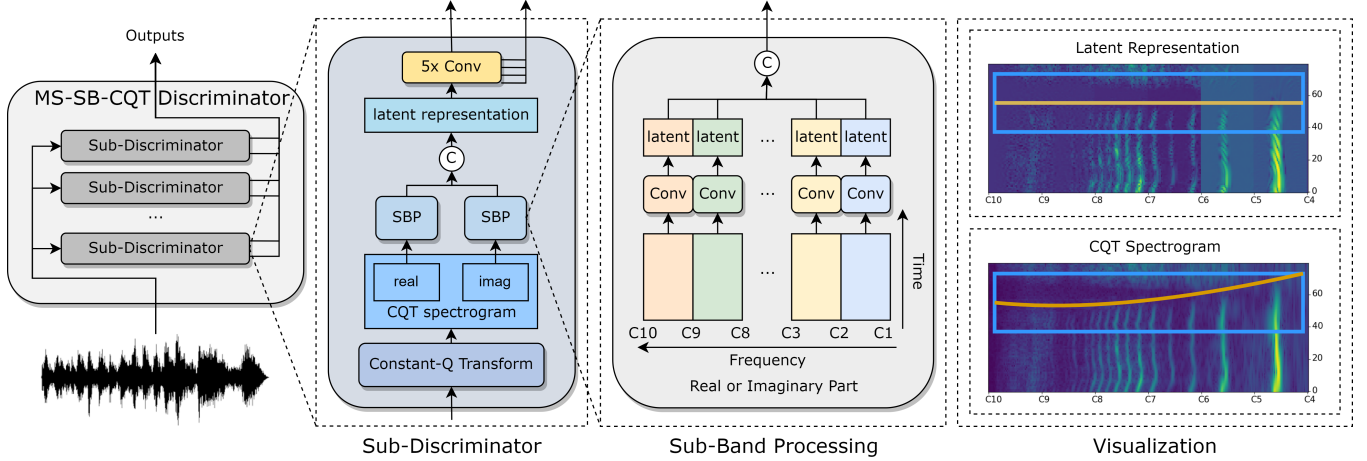 Outputs
MS-SB-CQT Discriminator
Sub-Discriminator
Sub-Discriminator
...
Sub-Discriminator
5x Conv
latent representation
C
SBP SBP
real imag
CQT spectrogram
Constant-Q Transform
Sub-Discriminator
C
latent latent ... latent latent
Conv Conv ... Conv Conv
...
Time
C10 C9 C8 C3 C2 C1
Frequency
Real or Imaginary Part
Sub-Band Processing
Latent Representation
60
40
20
0
C10 C9 C8 C7 C6 C5 C4
CQT Spectrogram
60
40
20
0
C10 C9 C8 C7 C6 C5 C4
Visualization